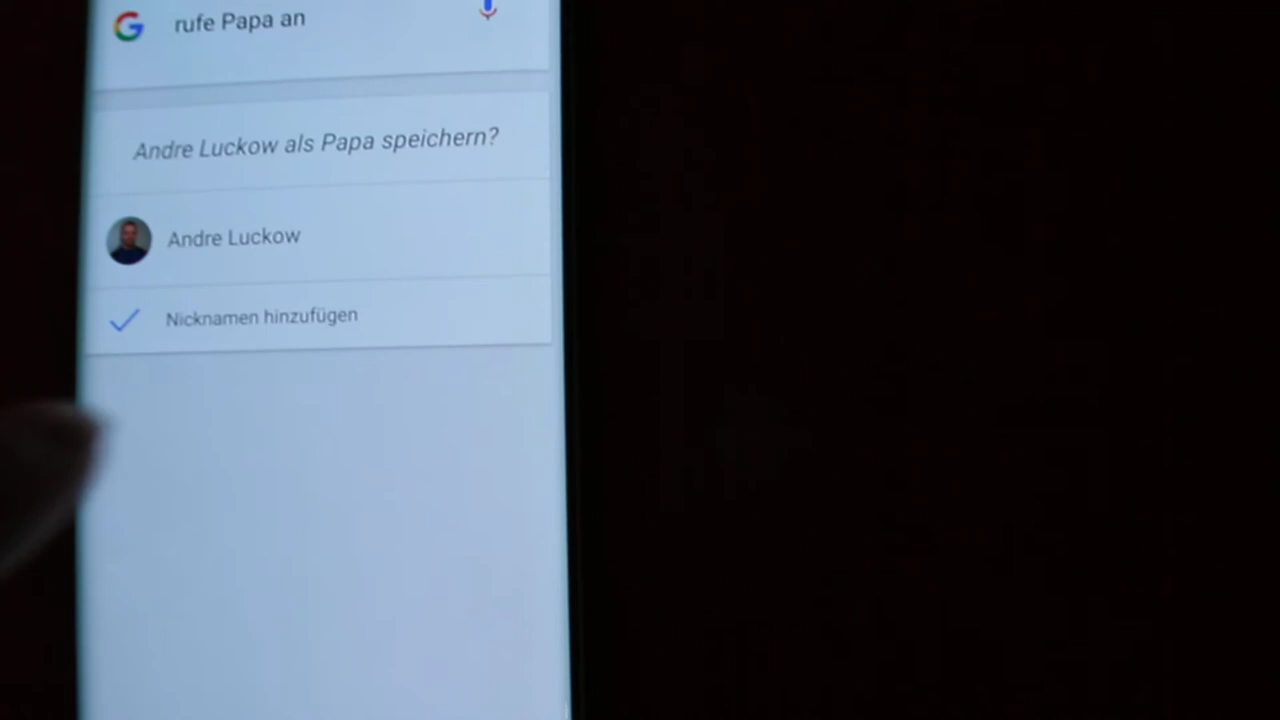 rufe Papa an
Andre Luckow als Papa speichern?
Andre Luckow
Nicknamen hinzufügen